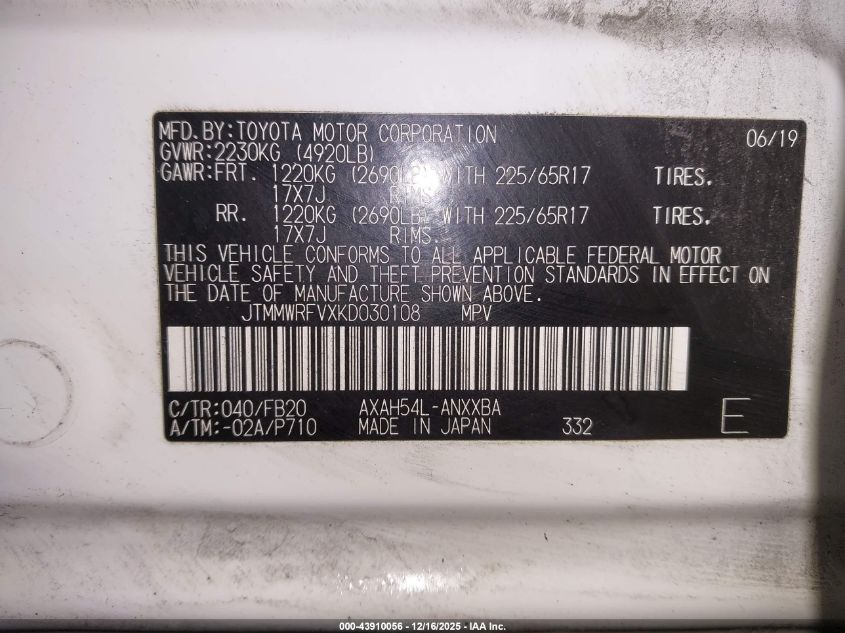 MFD.BY:TOYOTA MOTOR CORPORATION 06/19
GVWR:2230KG (4920LB)
GAWR:FRT. 1220KG (2690LB) WITH 225/65R17 TIRES.
17X7J RIMS.
RR. 1220KG (2690LB) WITH 225/65R17 TIRES.
17X7J RIMS.
THIS VEHICLE CONFORMS TO ALL APPLICABLE FEDERAL MOTOR
VEHICLE SAFETY AND THEFT PREVENTION STANDARDS IN EFFECT ON
THE DATE OF MANUFACTURE SHOWN ABOVE.
JTMMWRFVXKD030108 MPV
C/TR:040/FB20 AXAH54L-ANXXBA
A/TM:-02A/P710 MADE IN JAPAN 332 E
000-43910056 - 12/16/2025 - IAA Inc.